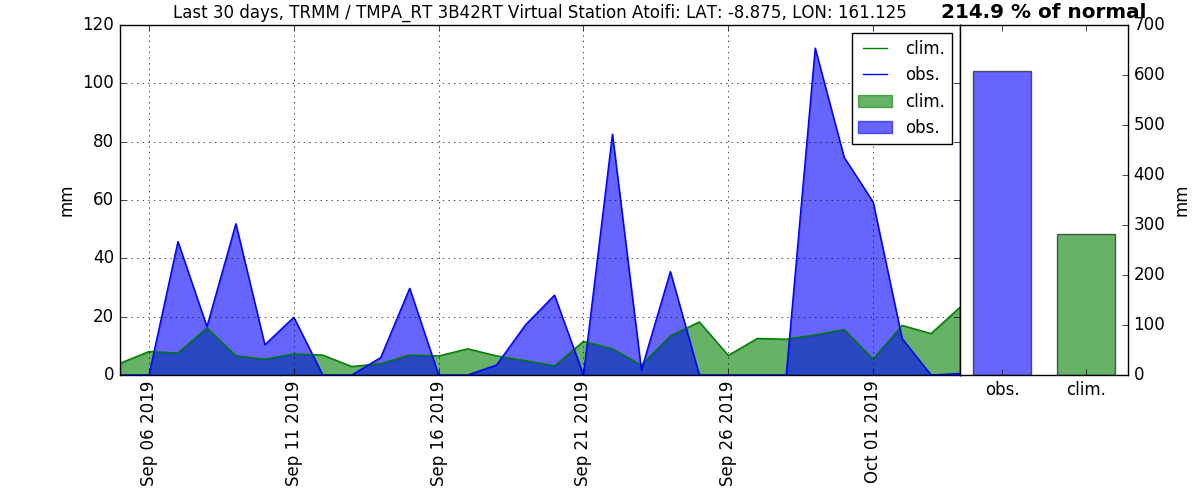 Last 30 days, TRMM / TMPA_RT 3B42RT Virtual Station Atoifi: LAT: -8.875, LON: 161.125
214.9 % of normal
120
100
80
60
40
20
0
mm
clim.
obs.
clim.
obs.
700
600
500
400
300
200
100
0
mm
Sep 06 2019
Sep 11 2019
Sep 16 2019
Sep 21 2019
Sep 26 2019
Oct 01 2019
obs.
clim.